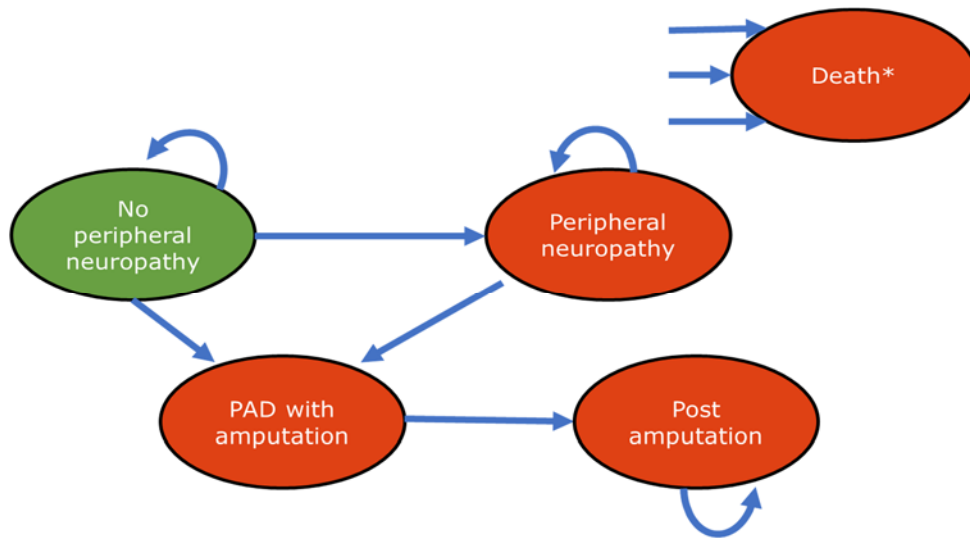 Death*
No
peripheral
neuropathy
Peripheral
neuropathy
PAD with
amputation
Post
amputation